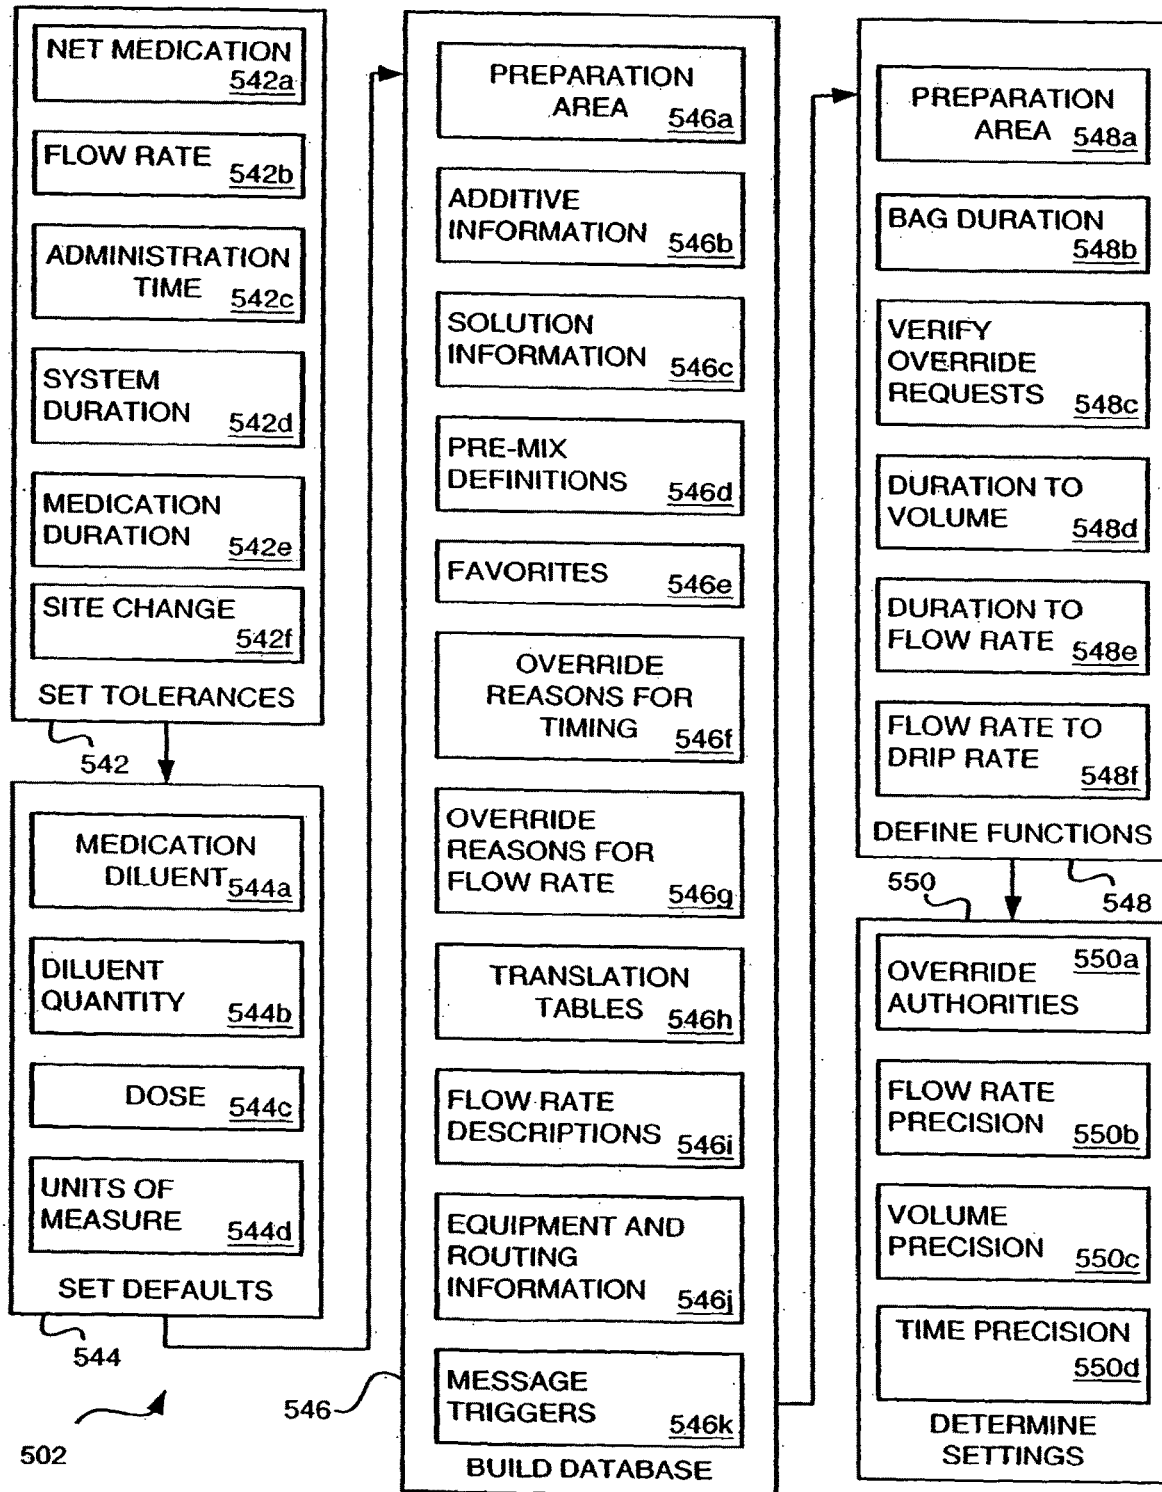 NET MEDICATION
542a
FLOW RATE
542b
ADMINISTRATION
TIME
542c
SYSTEM
DURATION
542d
MEDICATION
DURATION
542e
SITE CHANGE
542f
SET TOLERANCES
542
MEDICATION
DILUENT
544a
DILUENT
QUANTITY
544b
DOSE
544c
UNITS OF
MEASURE
544d
SET DEFAULTS
544
502
PREPARATION
AREA
546a
ADDITIVE
INFORMATION
546b
SOLUTION
INFORMATION
546c
PRE-MIX
DEFINITIONS
546d
FAVORITES
546e
OVERRIDE
REASONS FOR
TIMING
546f
OVERRIDE
REASONS FOR
FLOW RATE
546g
TRANSLATION
TABLES
546h
FLOW RATE
DESCRIPTIONS
546i
EQUIPMENT AND
ROUTING
INFORMATION
546j
MESSAGE
TRIGGERS
546k
BUILD DATABASE
546
PREPARATION
AREA
548a
BAG DURATION
548b
VERIFY
OVERRIDE
REQUESTS
548c
DURATION TO
VOLUME
548d
DURATION TO
FLOW RATE
548e
FLOW RATE TO
DRIP RATE
548f
DEFINE FUNCTIONS
548
550
550a
OVERRIDE
AUTHORITIES
FLOW RATE
PRECISION
550b
VOLUME
PRECISION
550c
TIME PRECISION
550d
DETERMINE
SETTINGS